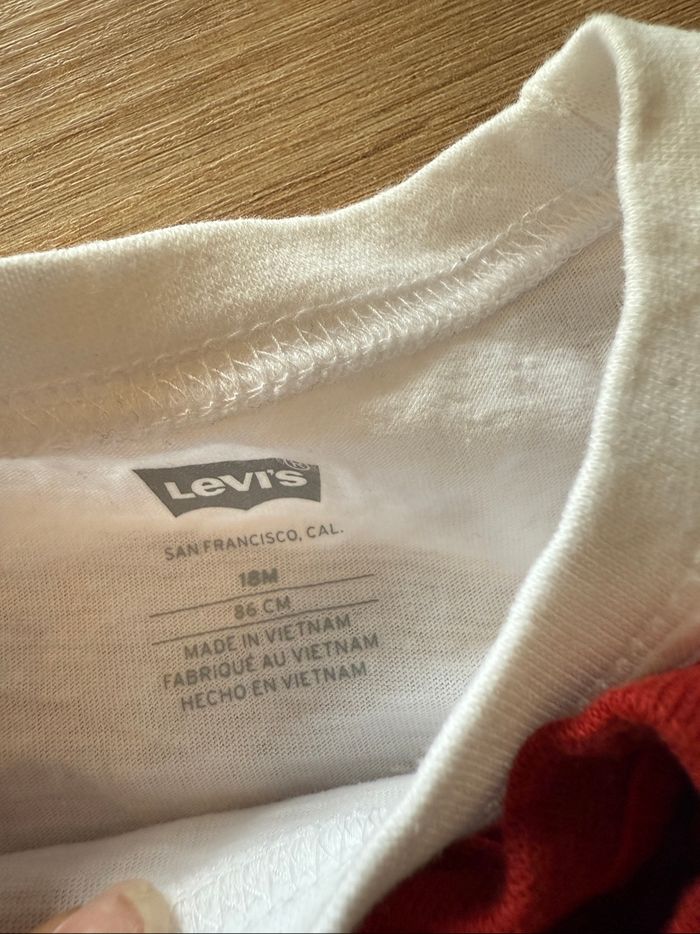 Levi's®
SAN FRANCISCO, CAL.
18M
86 CM
MADE IN VIETNAM
FABRIQUÉ AU VIETNAM
HECHO EN VIETNAM